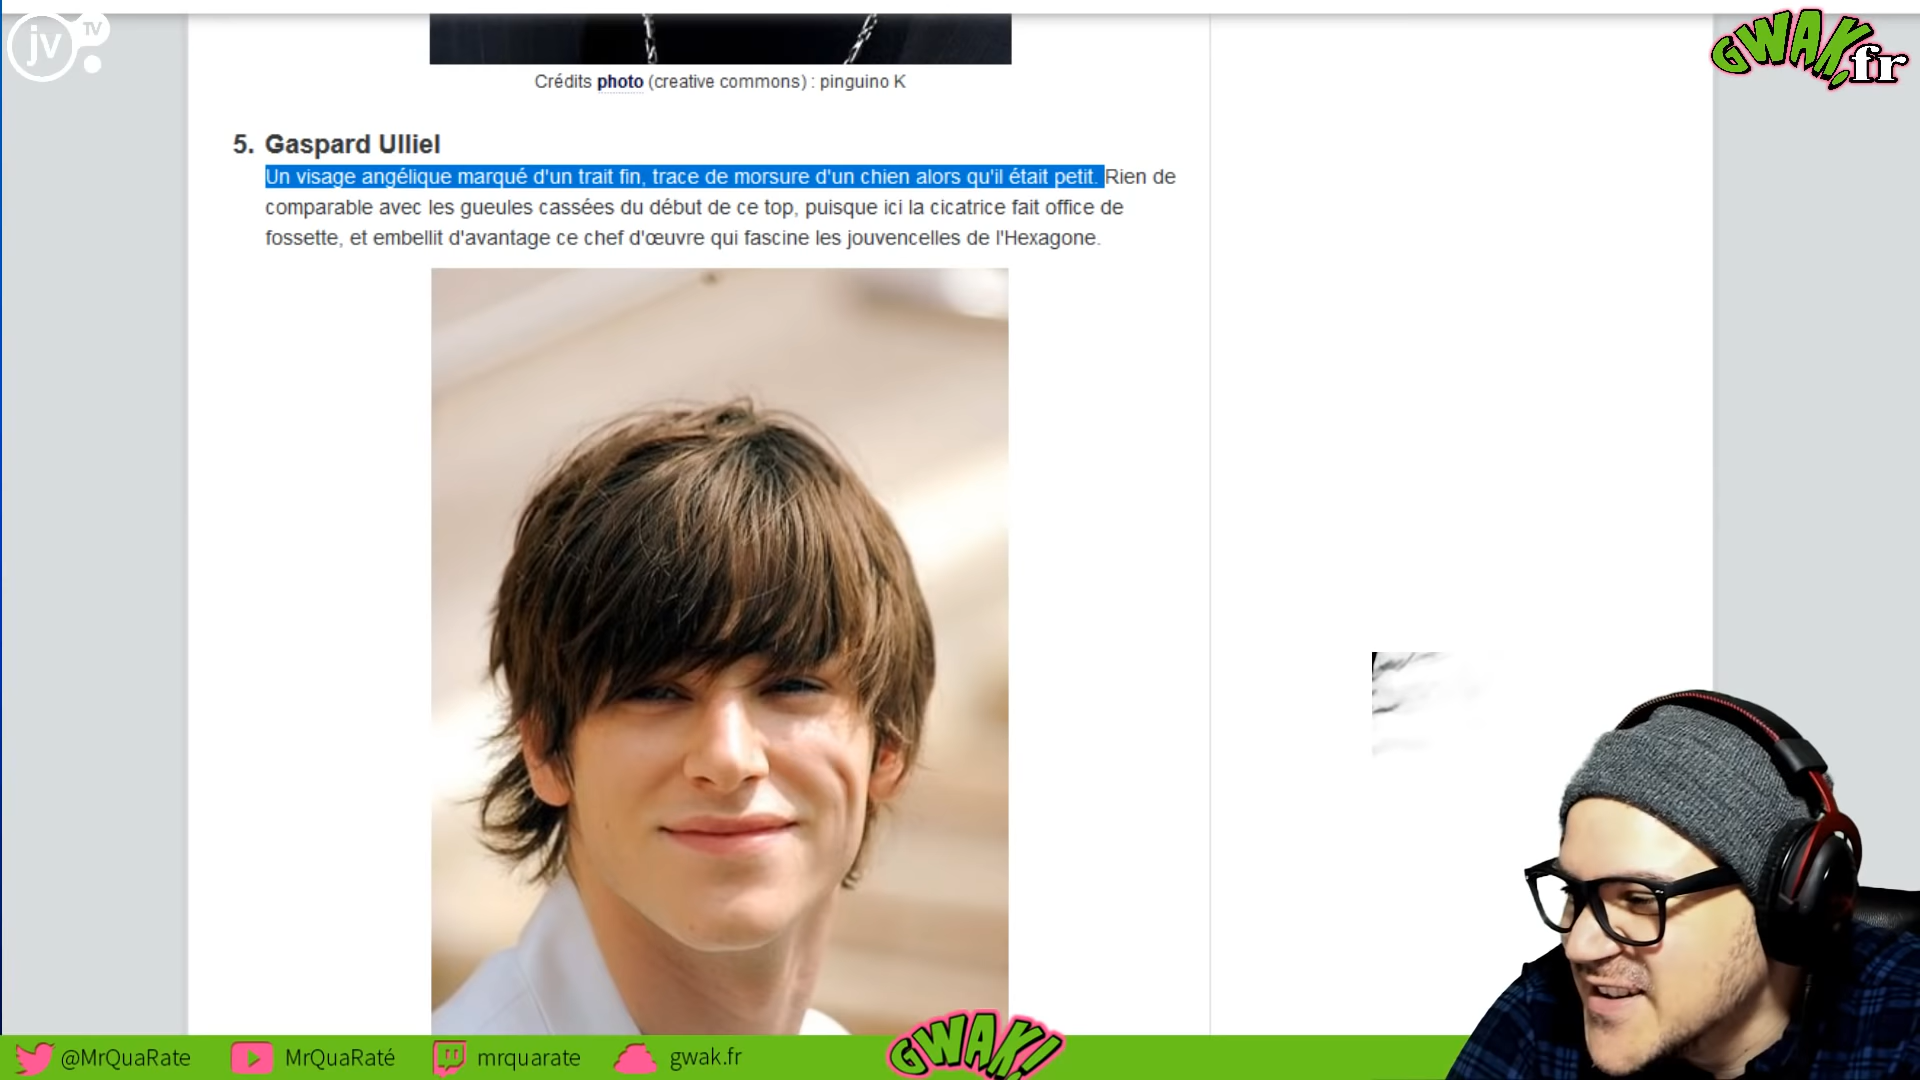 jv TV
GWAK!.fr
Crédits photo (creative commons) : pinguino K
5. Gaspard Ulliel
Un visage angélique marqué d'un trait fin, trace de morsure d'un chien alors qu'il était petit. Rien de
comparable avec les gueules cassées du début de ce top, puisque ici la cicatrice fait office de
fossette, et embellit d'avantage ce chef d'œuvre qui fascine les jouvencelles de l'Hexagone.
@MrQuaRate MrQuaRaté mrquarate gwak.fr GWAK!